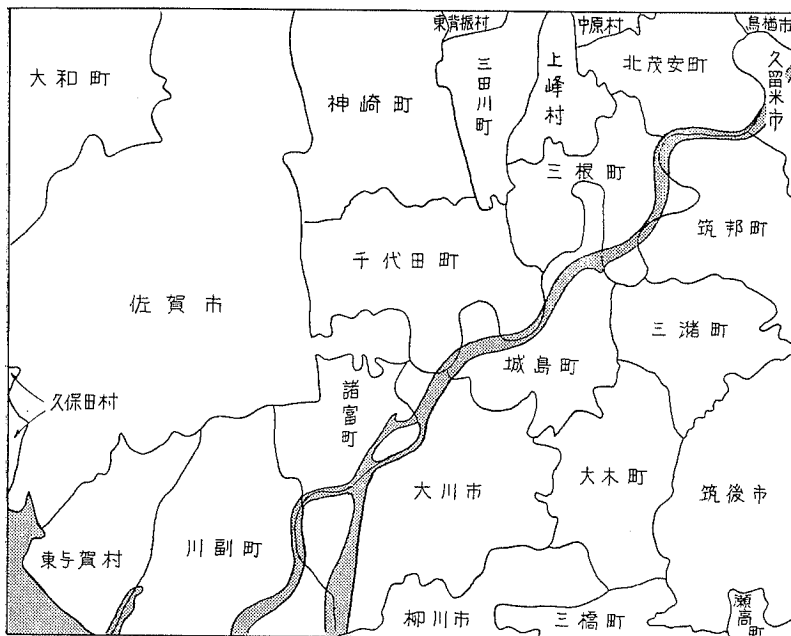 東背振村
中原村
鳥栖市
大和町
神崎町
三田川町
上峰村
北茂安町
久留米市
三根町
筑邦町
千代田町
佐賀市
三潴町
城島町
久保田村
諸富町
大川市
大木町
筑後市
東与賀村
川副町
柳川市
三橋町
瀬高町